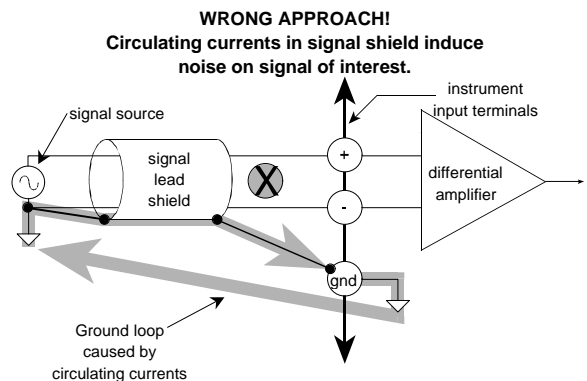 WRONG APPROACH!
Circulating currents in signal shield induce
noise on signal of interest.
instrument
input terminals
signal source
signal
lead
shield
X
+
-
differential
amplifier
gnd
Ground loop
caused by
circulating currents